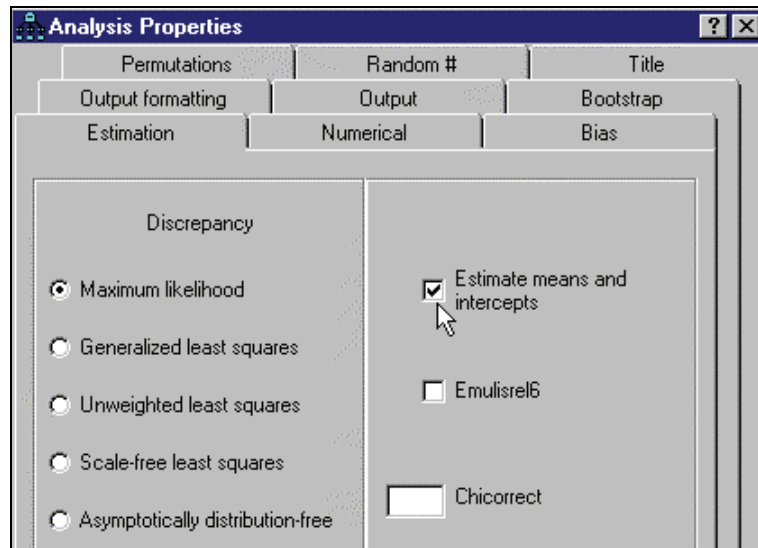 Analysis Properties
Permutations Random # Title
Output formatting Output Bootstrap
Estimation Numerical Bias
Discrepancy
Maximum likelihood
Generalized least squares
Unweighted least squares
Scale-free least squares
Asymptotically distribution-free
Estimate means and
intercepts
Emulisrel6
Chicorrect